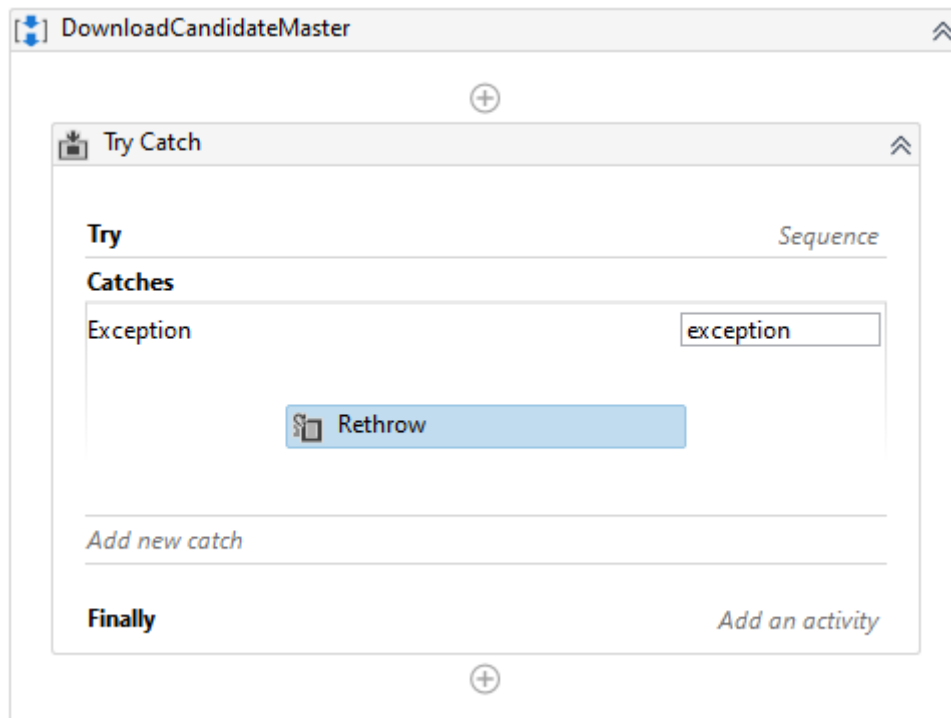 DownloadCandidateMaster
Try Catch
Try Sequence
Catches
Exception exception
Rethrow
Add new catch
Finally Add an activity